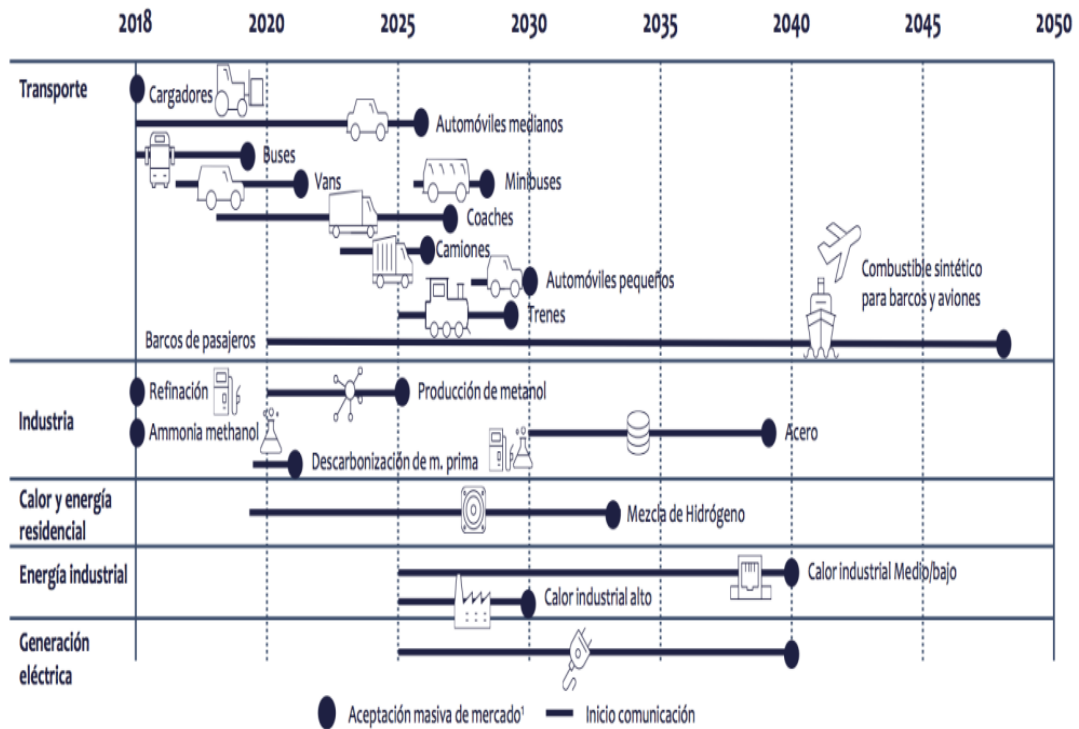 2018 2020 2025 2030 2035 2040 2045 2050
Transporte
Cargadores
Automóviles medianos
Buses
Vans
Minibuses
Coaches
Camiones
Automóviles pequeños
Combustible sintético
para barcos y aviones
Trenes
Barcos de pasajeros
Industria
Refinación
Producción de metanol
Ammonia methanol
Acero
Descarbonización de m. prima
Calor y energía
residencial
Mezcla de Hidrógeno
Energía industrial
Calor industrial Medio/bajo
Calor industrial alto
Generación
eléctrica
Aceptación masiva de mercado¹ Inicio comunicación